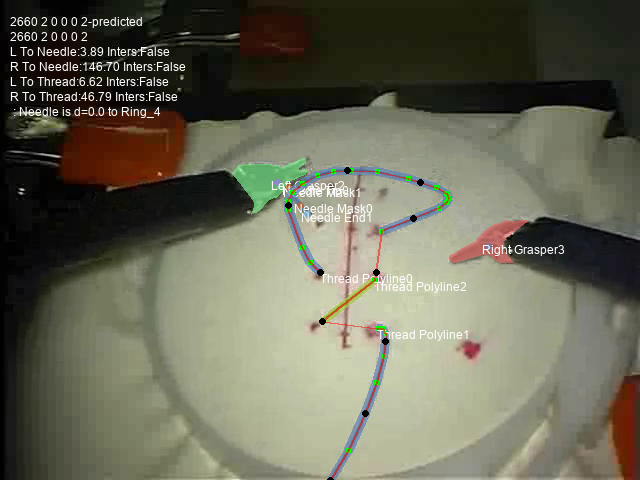 2660 2 0 0 0 2-predicted
2660 2 0 0 0 2
L To Needle:3.89 Inters:False
R To Needle:146.70 Inters:False
L To Thread:6.62 Inters:False
R To Thread:46.79 Inters:False
: Needle is d=0.0 to Ring_4
Left Grasper2
Needle Mask1
Needle Mask0
Needle End1
Right Grasper3
Thread Polyline0
Thread Polyline2
Thread Polyline1